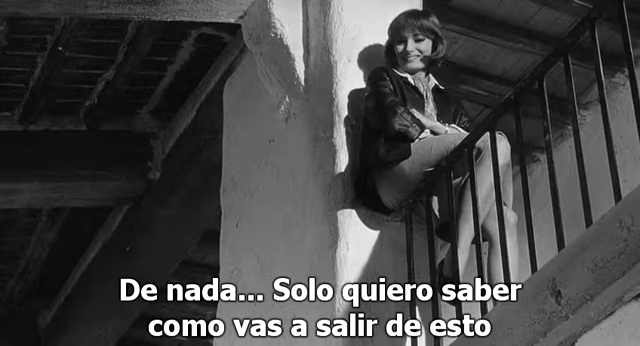 De nada... Solo quiero saber
como vas a salir de esto